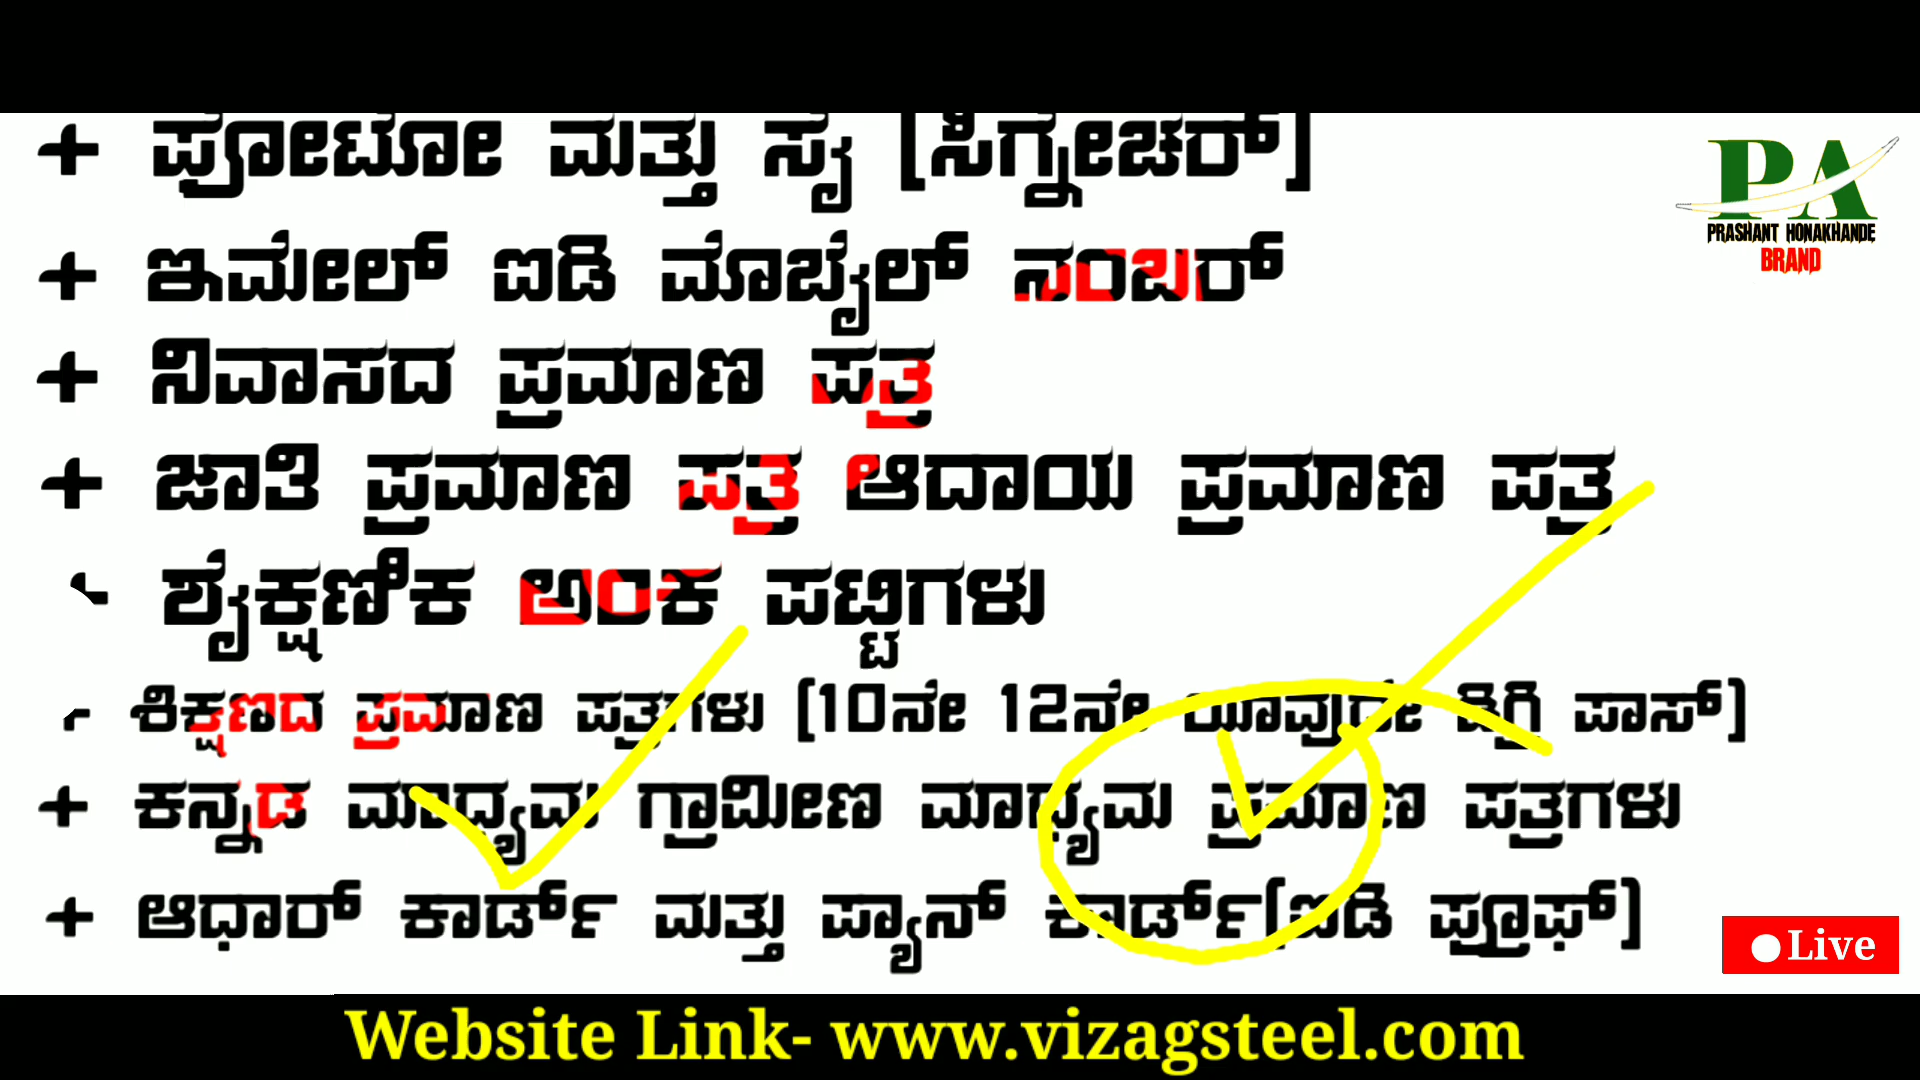 + ಫೋಟೋ ಮತ್ತು ಸೈ [ಸಿಗ್ನೇಚರ್]
+ ಇಮೇಲ್ ಐಡಿ ಮೊಬೈಲ್ ನಂಬರ್
+ ನಿವಾಸದ ಪ್ರಮಾಣ ಪತ್ರ
+ ಜಾತಿ ಪ್ರಮಾಣ ಪತ್ರ ಆದಾಯ ಪ್ರಮಾಣ ಪತ್ರ
+ ಶೈಕ್ಷಣಿಕ ಅಂಕ ಪಟ್ಟಿಗಳು
+ ಶಿಕ್ಷಣದ ಪ್ರಮಾಣ ಪತ್ರಗಳು [10ನೇ 12ನೇ ಯಾವುದೇ ಡಿಗ್ರಿ ಪಾಸ್]
+ ಕನ್ನಡ ಮಾಧ್ಯಮ ಗ್ರಾಮೀಣ ಮಾಧ್ಯಮ ಪ್ರಮಾಣ ಪತ್ರಗಳು
+ ಆಧಾರ್ ಕಾರ್ಡ್ ಮತ್ತು ಪ್ಯಾನ್ ಕಾರ್ಡ್[ಐಡಿ ಪ್ರೂಫ್]
PA
PRASHANT HONAKHANDE
BRAND
Live
Website Link- www.vizagsteel.com